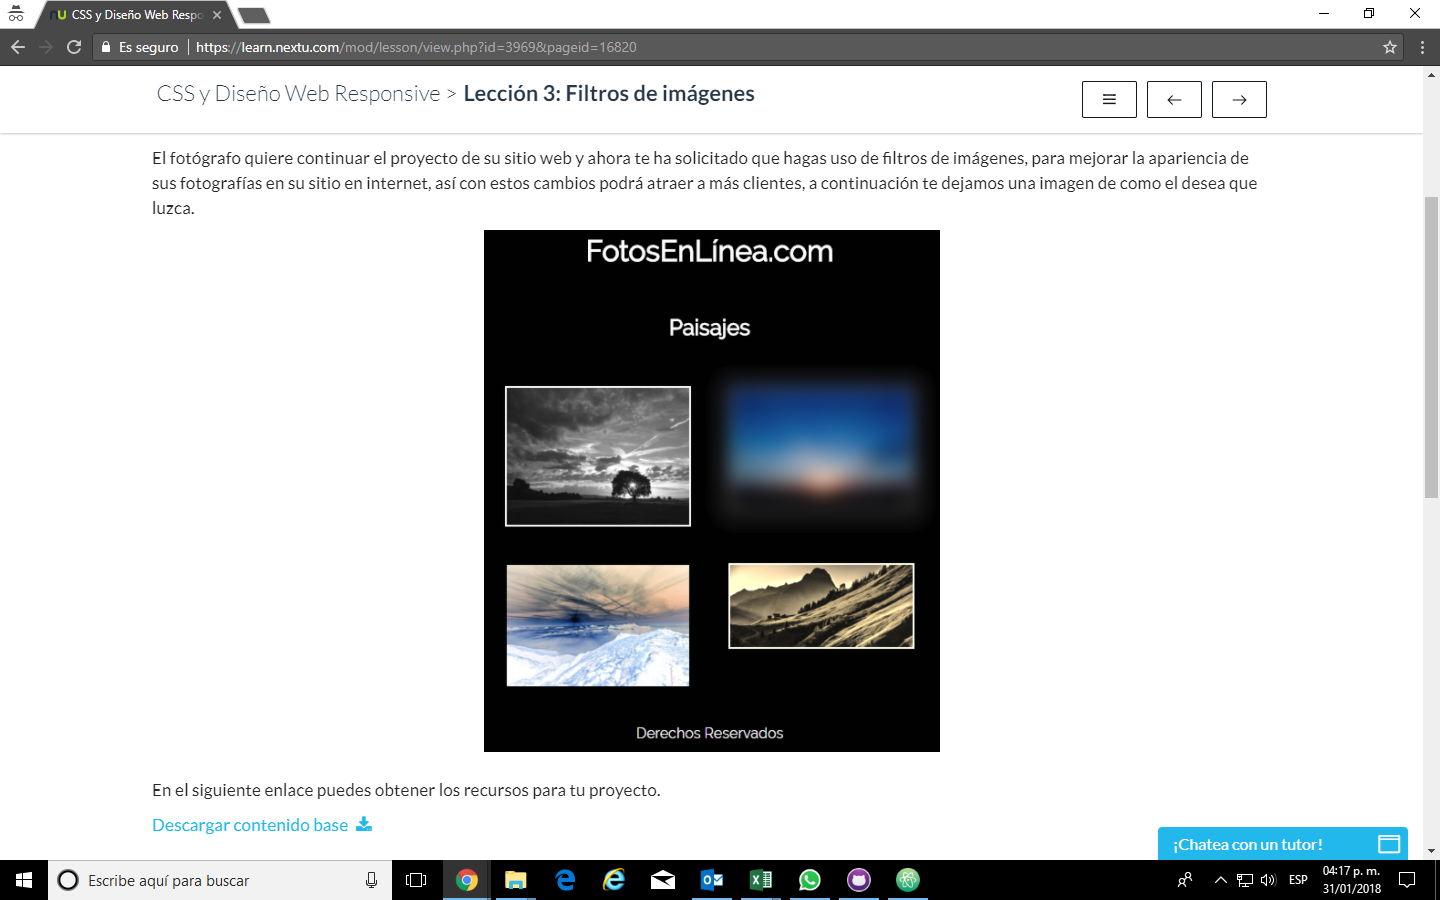 nu CSS y Diseño Web Respo
Es seguro https://learn.nextu.com/mod/lesson/view.php?id=3969&pageid=16820
CSS y Diseño Web Responsive > Lección 3: Filtros de imágenes
El fotógrafo quiere continuar el proyecto de su sitio web y ahora te ha solicitado que hagas uso de filtros de imágenes, para mejorar la apariencia de
sus fotografías en su sitio en internet, así con estos cambios podrá atraer a más clientes, a continuación te dejamos una imagen de como el desea que
luzca.
FotosEnLínea.com
Paisajes
Derechos Reservados
En el siguiente enlace puedes obtener los recursos para tu proyecto.
Descargar contenido base
¡Chatea con un tutor!
Escribe aquí para buscar
ESP
04:17 p. m.
31/01/2018